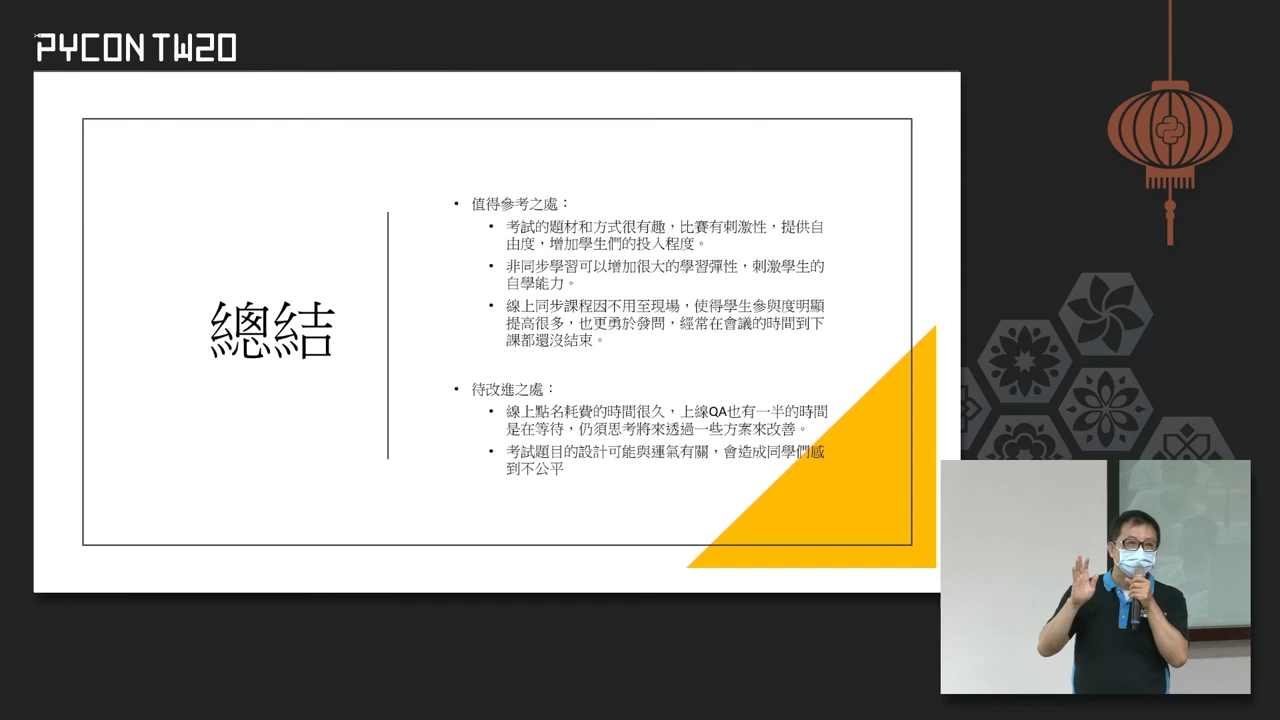 PYCON TW20
總結
• 值得參考之處：
• 考試的題材和方式很有趣，比賽有刺激性，提供自
由度，增加學生們的投入程度。
• 非同步學習可以增加很大的學習彈性，刺激學生的
自學能力。
• 線上同步課程因不用至現場，使得學生參與度明顯
提高很多，也更勇於發問，經常在會議的時間到下
課都還沒結束。
• 待改進之處：
• 線上點名耗費的時間很久，上線QA也有一半的時間
是在等待，仍須思考將來透過一些方案來改善。
• 考試題目的設計可能與運氣有關，會造成同學們感
到不公平